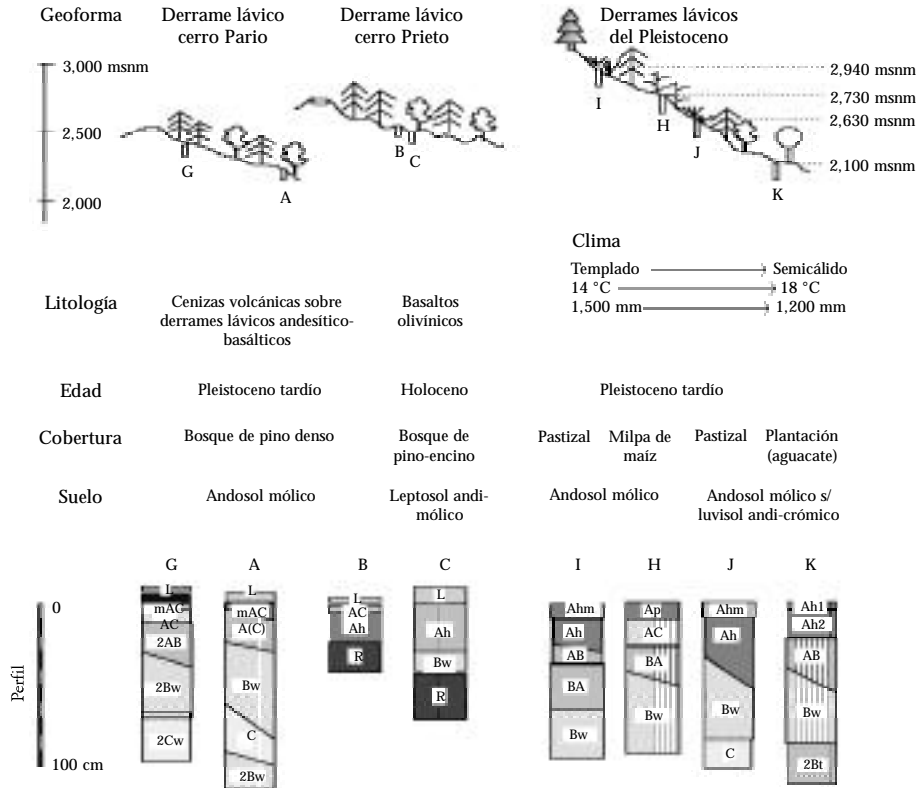 Geoforma
Derrame lávico
cerro Pario
Derrame lávico
cerro Prieto
Derrames lávicos
del Pleistoceno
3,000 msnm
2,500
2,000
G
A
B
C
I
H
J
K
2,940 msnm
2,730 msnm
2,630 msnm
2,100 msnm
Clima
Templado
Semicálido
14 °C
18 °C
1,500 mm
1,200 mm
Litología
Cenizas volcánicas sobre
derrames lávicos andesítico-
basálticos
Basaltos
olivínicos
Edad
Pleistoceno tardío
Holoceno
Pleistoceno tardío
Cobertura
Bosque de pino denso
Bosque de
pino-encino
Pastizal
Milpa de
maíz
Pastizal
Plantación
(aguacate)
Suelo
Andosol mólico
Leptosol andi-
mólico
Andosol mólico
Andosol mólico s/
luvisol andi-crómico
Perfil
0
100 cm
G
L
mAC
AC
2AB
2Bw
2Cw
A
L
mAC
A(C)
Bw
C
2Bw
B
L
AC
Ah
R
C
L
Ah
Bw
R
I
Ahm
Ah
AB
BA
Bw
H
Ap
AC
BA
Bw
J
Ahm
Ah
Bw
C
K
Ah1
Ah2
AB
Bw
2Bt